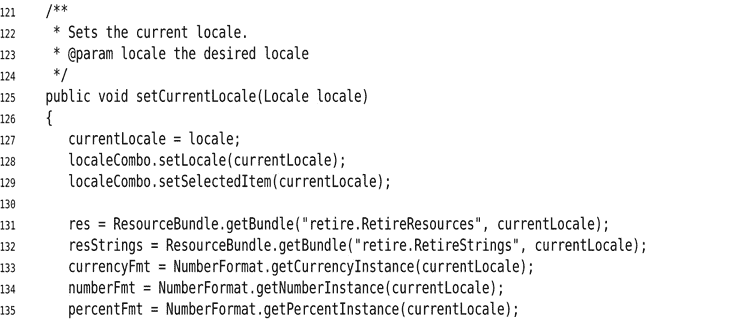 121    /**
122     * Sets the current locale.
123     * @param locale the desired locale
124     */
125    public void setCurrentLocale(Locale locale)
126    {
127       currentLocale = locale;
128       localeCombo.setLocale(currentLocale);
129       localeCombo.setSelectedItem(currentLocale);
130
131       res = ResourceBundle.getBundle("retire.RetireResources", currentLocale);
132       resStrings = ResourceBundle.getBundle("retire.RetireStrings", currentLocale);
133       currencyFmt = NumberFormat.getCurrencyInstance(currentLocale);
134       numberFmt = NumberFormat.getNumberInstance(currentLocale);
135       percentFmt = NumberFormat.getPercentInstance(currentLocale);